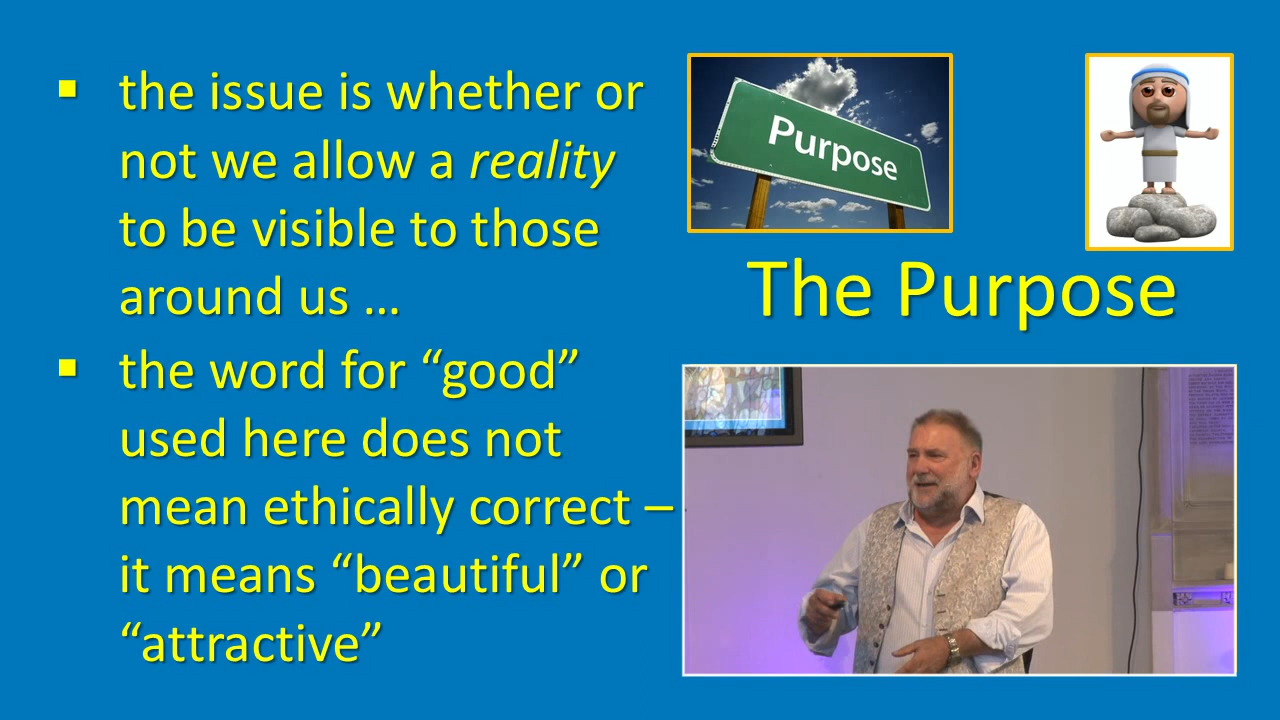 ▪ the issue is whether or
not we allow a reality
to be visible to those
around us …
▪ the word for “good”
used here does not
mean ethically correct –
it means “beautiful” or
“attractive”
Purpose
The Purpose